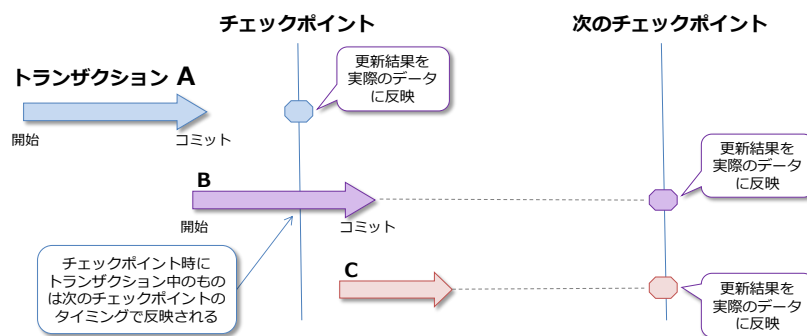 チェックポイント
次のチェックポイント
トランザクション A
更新結果を
実際のデータ
に反映
開始
コミット
更新結果を
実際のデータ
に反映
B
開始
コミット
チェックポイント時に
トランザクション中のものは
次のチェックポイントの
タイミングで反映される
C
更新結果を
実際のデータ
に反映